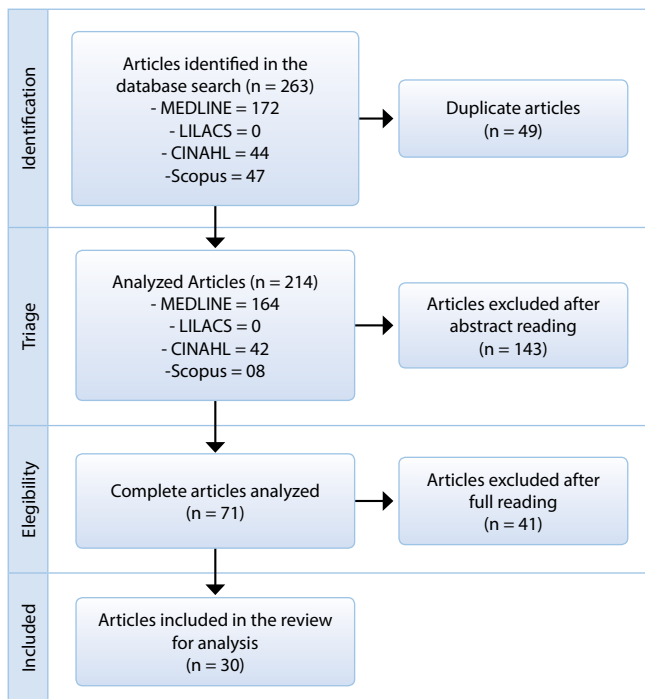 Identification
Articles identified in the
database search (n = 263)
- MEDLINE = 172
- LILACS = 0
- CINAHL = 44
-Scopus = 47
Duplicate articles
(n = 49)
Triage
Analyzed Articles (n = 214)
- MEDLINE = 164
- LILACS = 0
- CINAHL = 42
-Scopus = 08
Articles excluded after
abstract reading
(n = 143)
Elegibility
Complete articles analyzed
(n = 71)
Articles excluded after
full reading
(n = 41)
Included
Articles included in the review
for analysis
(n = 30)